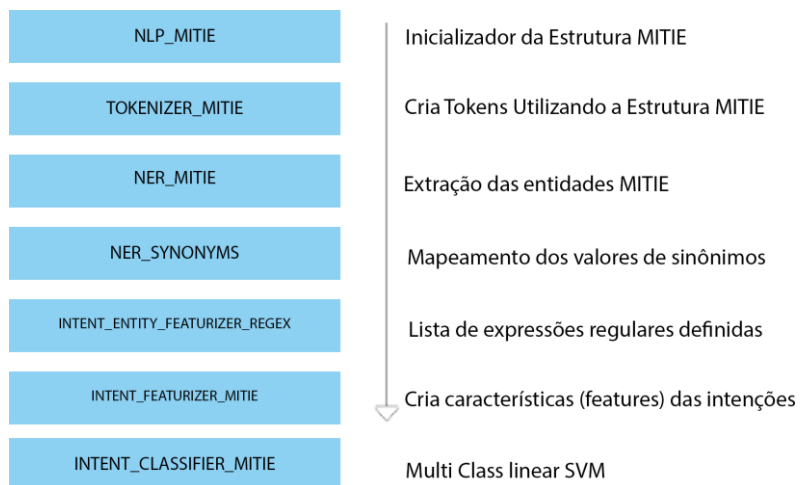 NLP_MITIE
Inicializador da Estrutura MITIE
TOKENIZER_MITIE
Cria Tokens Utilizando a Estrutura MITIE
NER_MITIE
Extração das entidades MITIE
NER_SYNONYMS
Mapeamento dos valores de sinônimos
INTENT_ENTITY_FEATURIZER_REGEX
Lista de expressões regulares definidas
INTENT_FEATURIZER_MITIE
Cria características (features) das intenções
INTENT_CLASSIFIER_MITIE
Multi Class linear SVM